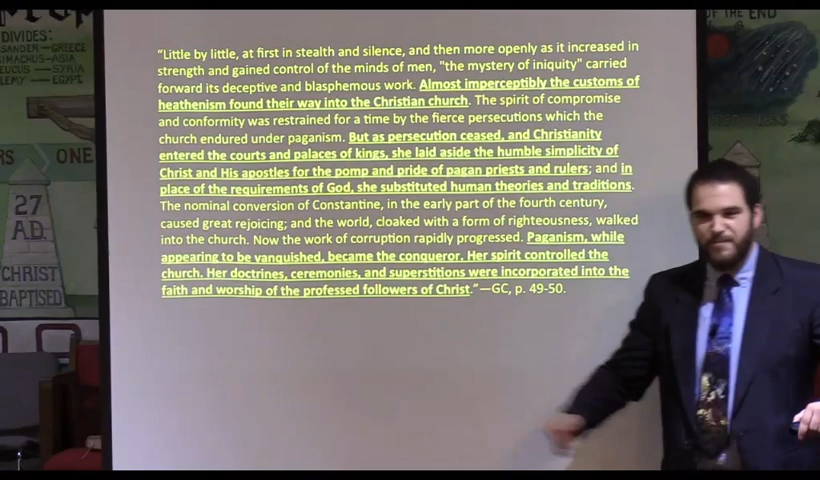 DIVIDES:
SANDER–GREECE
SIMACHUS–ASIA
EUCUS — SYRIA
LEMY — EGYPT
OF THE END
“Little by little, at first in stealth and silence, and then more openly as it increased in
strength and gained control of the minds of men, "the mystery of iniquity" carried
forward its deceptive and blasphemous work. Almost imperceptibly the customs of
heathenism found their way into the Christian church. The spirit of compromise
and conformity was restrained for a time by the fierce persecutions which the
church endured under paganism. But as persecution ceased, and Christianity
entered the courts and palaces of kings, she laid aside the humble simplicity of
Christ and His apostles for the pomp and pride of pagan priests and rulers; and in
place of the requirements of God, she substituted human theories and traditions.
The nominal conversion of Constantine, in the early part of the fourth century,
caused great rejoicing; and the world, cloaked with a form of righteousness, walked
into the church. Now the work of corruption rapidly progressed. Paganism, while
appearing to be vanquished, became the conqueror. Her spirit controlled the
church. Her doctrines, ceremonies, and superstitions were incorporated into the
faith and worship of the professed followers of Christ.”—GC, p. 49-50.
RS
ONE
27
A.D.
CHRIST
BAPTISED